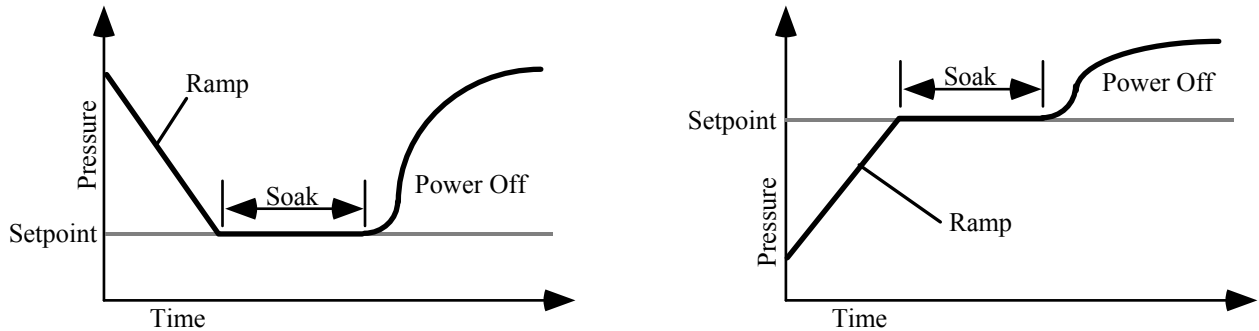 Pressure
Ramp
Soak
Power Off
Setpoint
Time
Soak
Power Off
Setpoint
Pressure
Ramp
Time